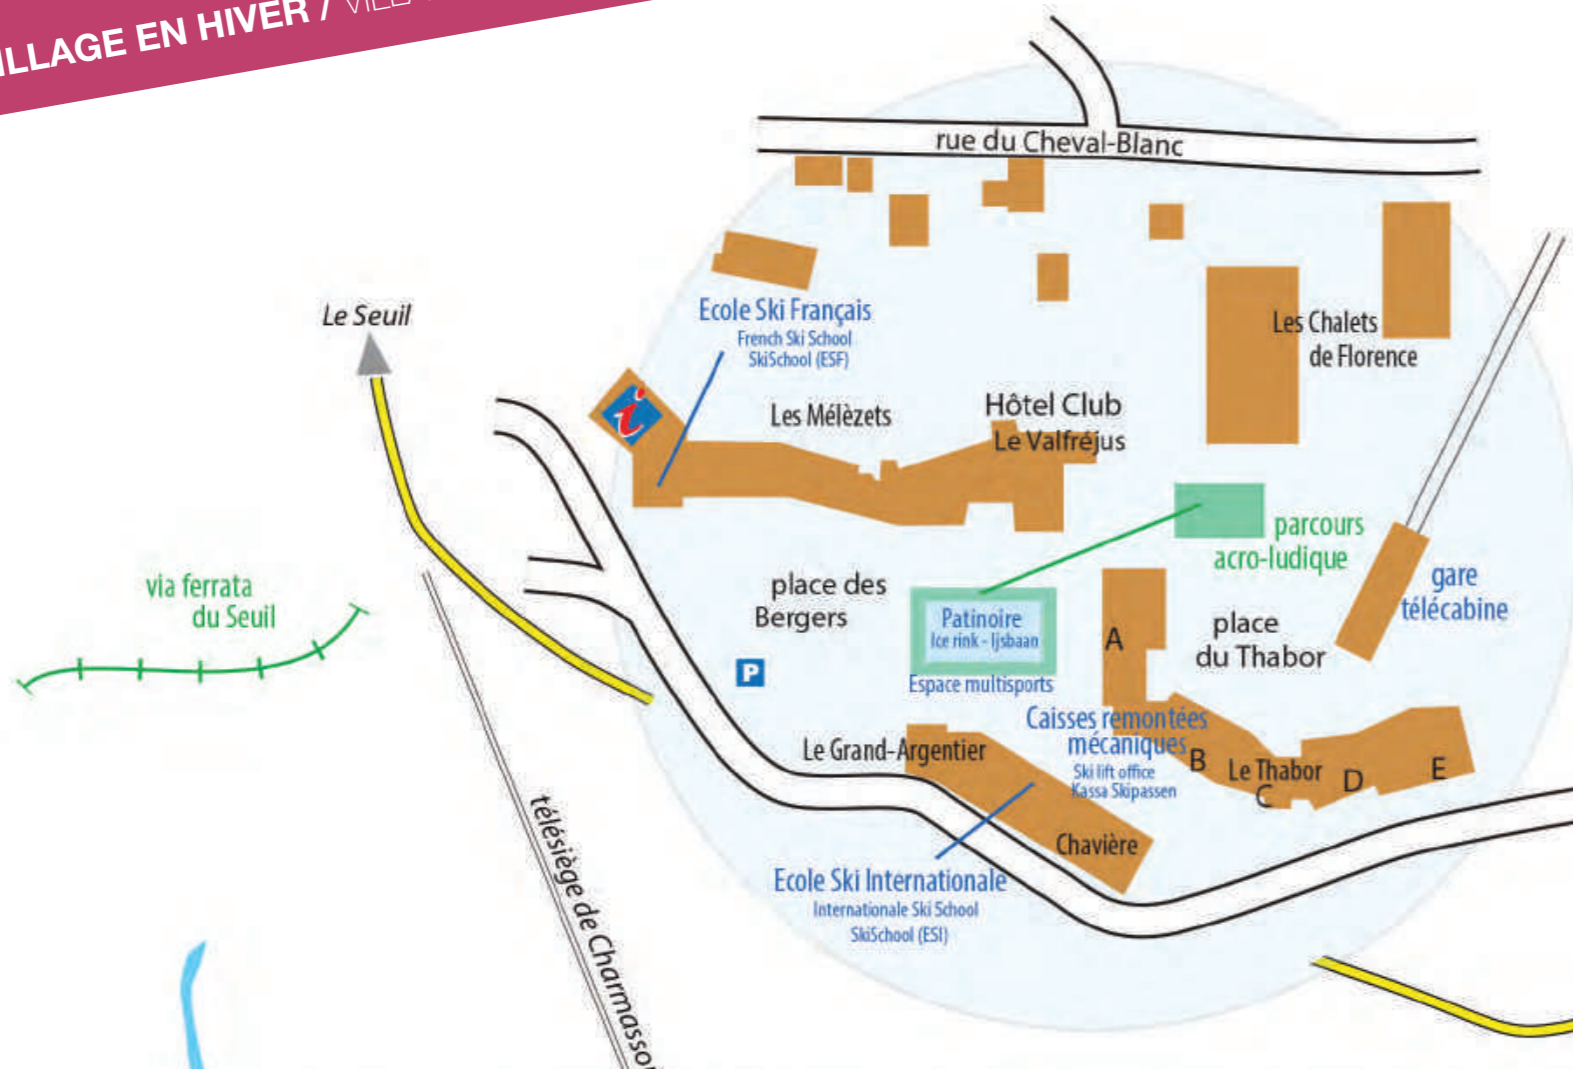 ILLAGE EN HIVER /
rue du Cheval-Blanc
Le Seuil
Ecole Ski Français
French Ski School
SkiSchool (ESF)
Les Chalets
de Florence
i
Les Mélèzets
Hôtel Club
Le Valfréjus
parcours
acro-ludique
gare
télécabine
via ferrata
du Seuil
place des
Bergers
Patinoire
Ice rink - Ijsbaan
Espace multisports
A
place
du Thabor
P
Caisses remontées
mécaniques
Ski lift office
Kassa Skipassen
B
Le Thabor
C
D
E
Le Grand-Argentier
Chavière
Ecole Ski Internationale
Internationale Ski School
SkiSchool (ESI)
télésiège de Charmasso